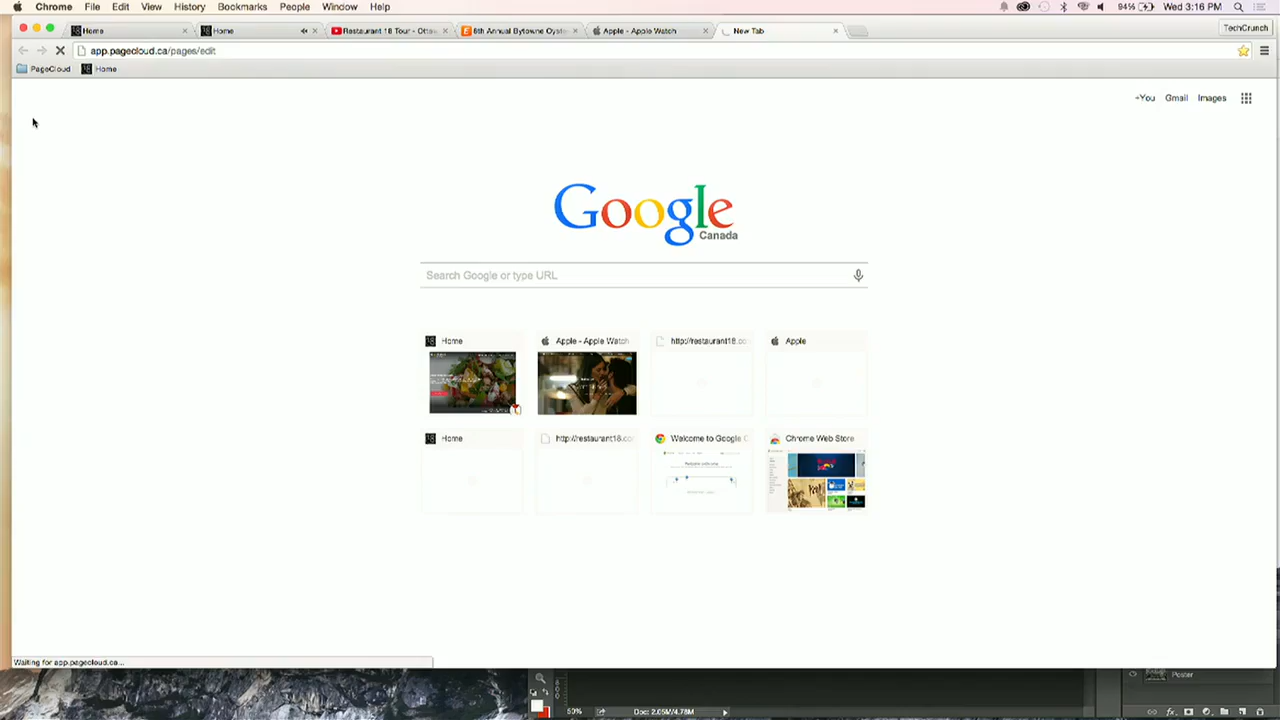 Chrome File Edit View History Bookmarks People Window Help 94% Wed 3:16 PM
Home Home Restaurant 18 Tour - Ottaw 6th Annual Bytowne Oyste Apple - Apple Watch New Tab TechCrunch
app.pagecloud.ca/pages/edit
PageCloud Home
+You Gmail Images
Google
Canada
Search Google or type URL
Home Apple - Apple Watch http://restaurant18.co Apple
Home http://restaurant18.co Welcome to Google C Chrome Web Store
Waiting for app.pagecloud.ca...
Poster
50% Doc: 2.05M/4.78M